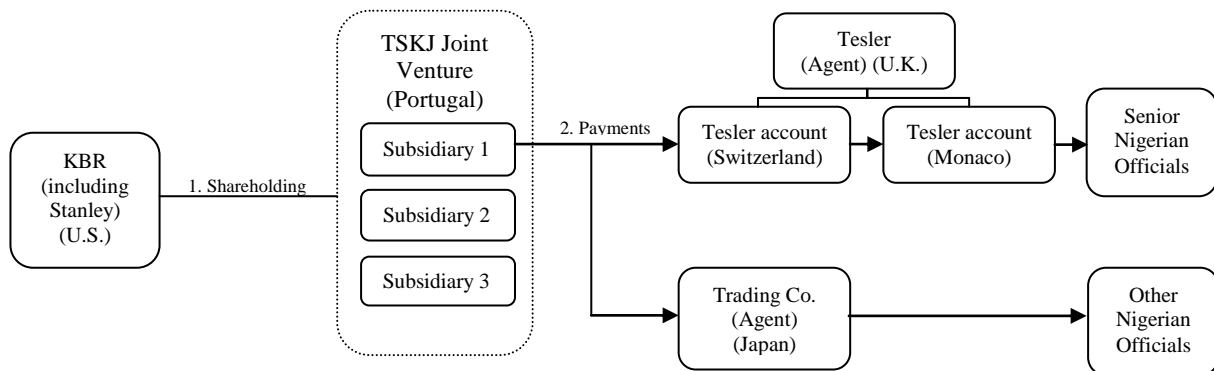 KBR
(including
Stanley)
(U.S.)
1. Shareholding
TSKJ Joint
Venture
(Portugal)
Subsidiary 1
Subsidiary 2
Subsidiary 3
2. Payments
Tesler
(Agent) (U.K.)
Tesler account
(Switzerland)
Tesler account
(Monaco)
Senior
Nigerian
Officials
Trading Co.
(Agent)
(Japan)
Other
Nigerian
Officials